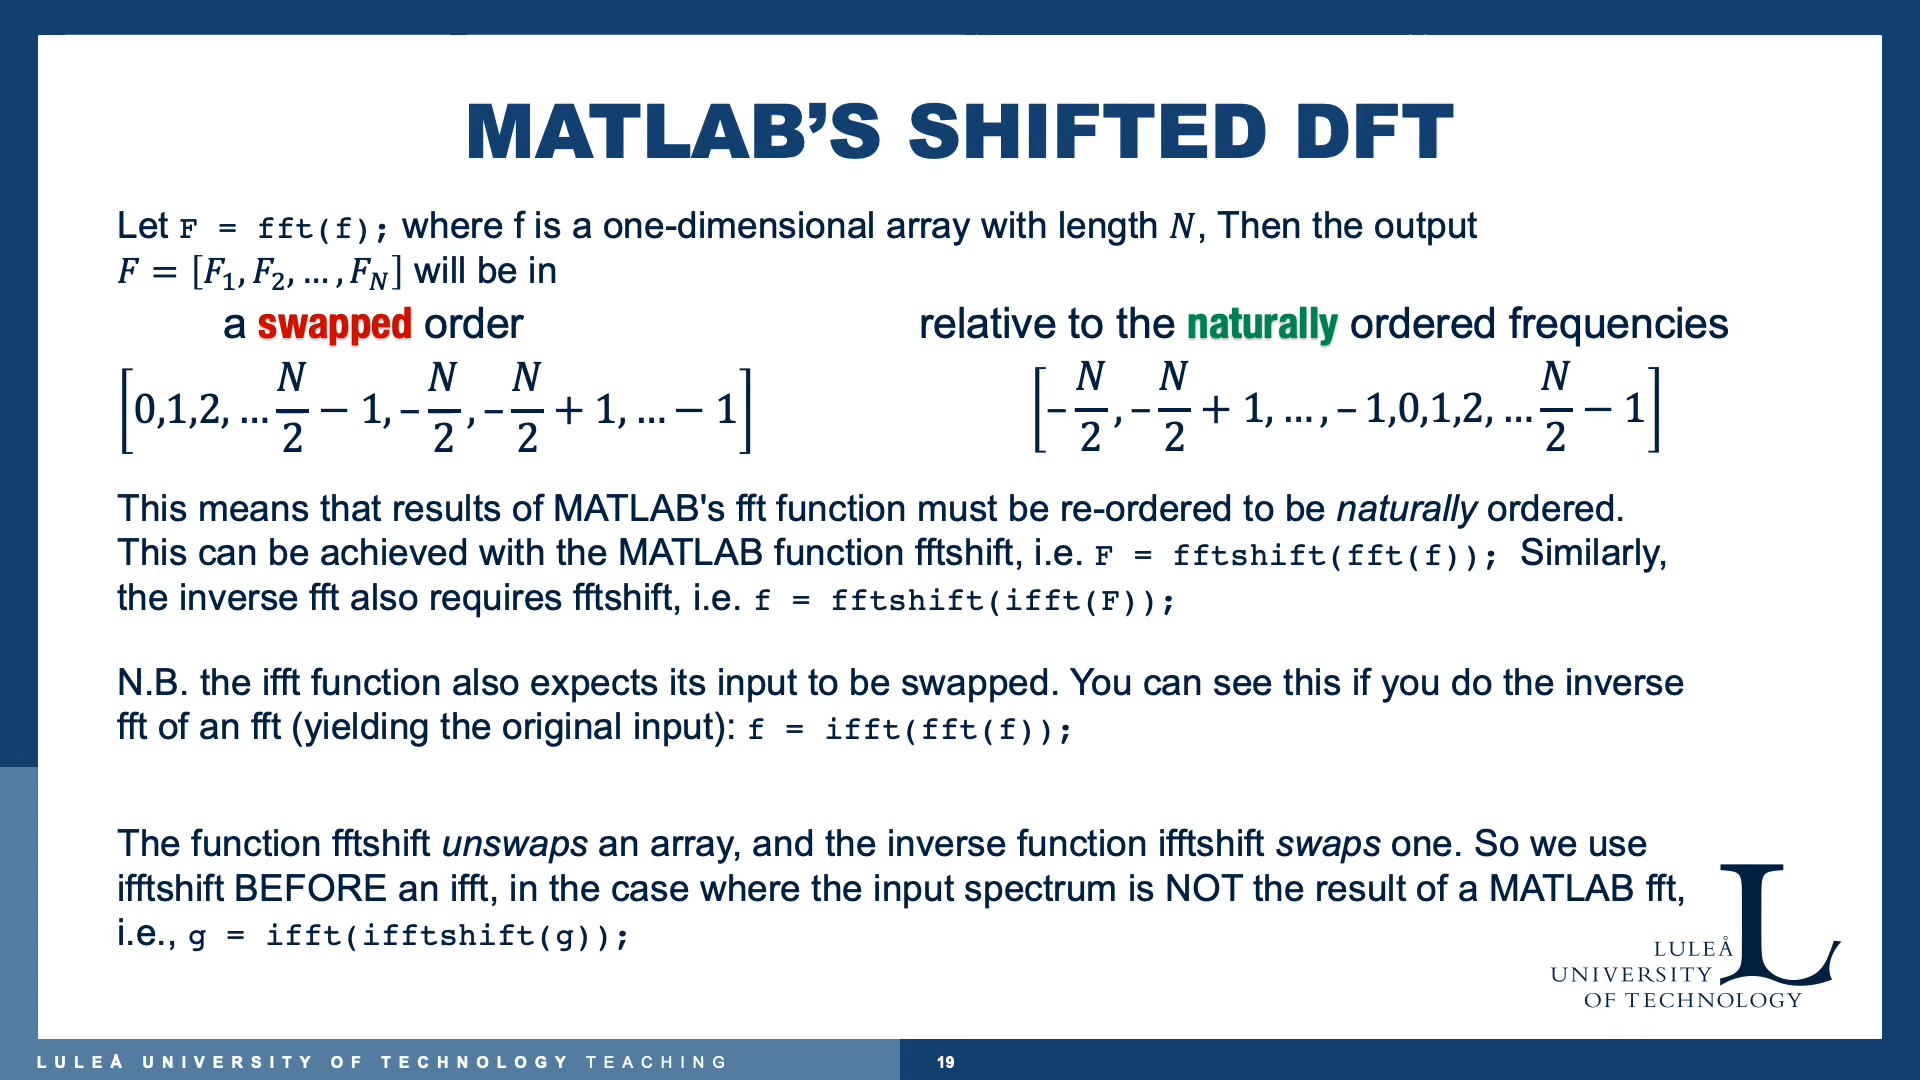 MATLAB’S SHIFTED DFT
Let F = fft(f); where f is a one-dimensional array with length N, Then the output
F = [F₁, F₂, … , F_N] will be in
a swapped order
relative to the naturally ordered frequencies
[0,1,2, … N/2 − 1, −N/2, −N/2 + 1, … − 1]
[−N/2, −N/2 + 1, … , − 1,0,1,2, … N/2 − 1]
This means that results of MATLAB's fft function must be re-ordered to be naturally ordered.
This can be achieved with the MATLAB function fftshift, i.e. F = fftshift(fft(f)); Similarly,
the inverse fft also requires fftshift, i.e. f = fftshift(ifft(F));
N.B. the ifft function also expects its input to be swapped. You can see this if you do the inverse
fft of an fft (yielding the original input): f = ifft(fft(f));
The function fftshift unswaps an array, and the inverse function ifftshift swaps one. So we use
ifftshift BEFORE an ifft, in the case where the input spectrum is NOT the result of a MATLAB fft,
i.e., g = ifft(ifftshift(g));
L
LULEÅ
UNIVERSITY
OF TECHNOLOGY
LULEÅ UNIVERSITY OF TECHNOLOGY TEACHING
19